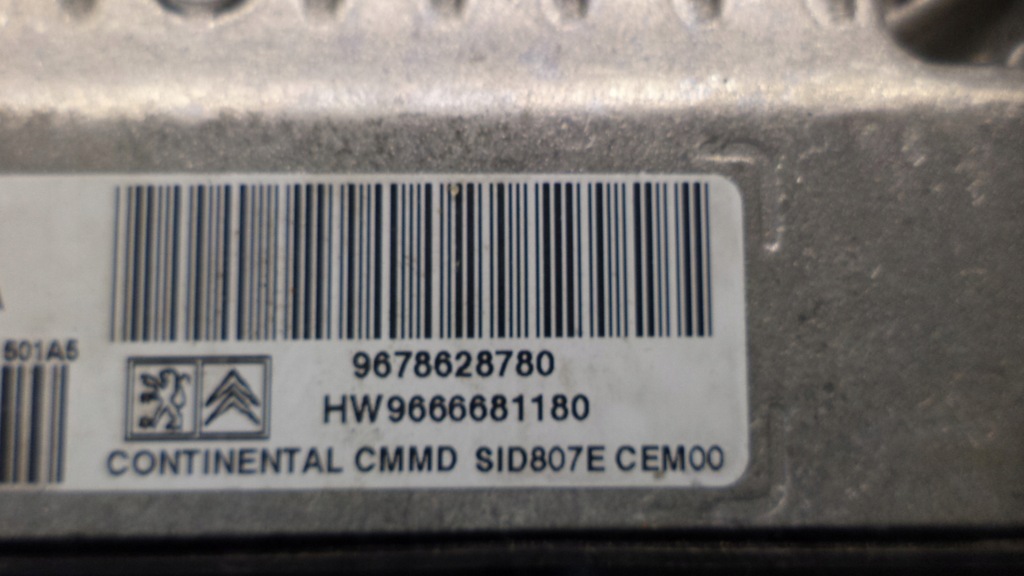 501A5
9678628780
HW9666681180
CONTINENTAL CMMD SID807E CEM00